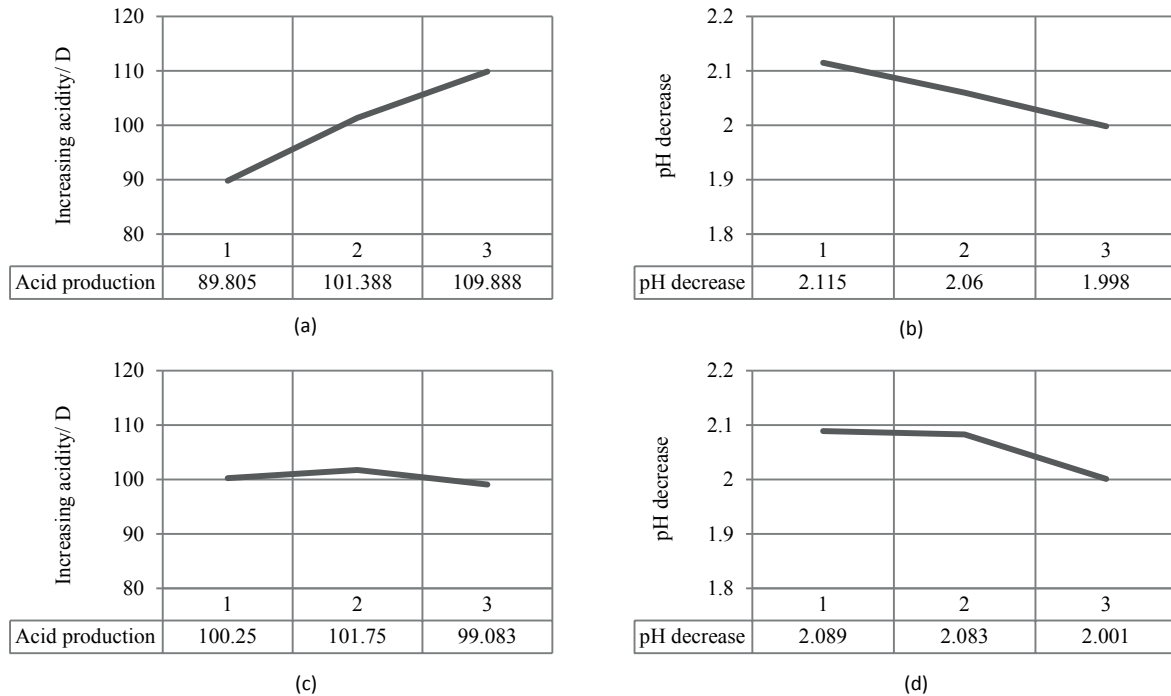 120
110
100
90
80
Increasing acidity/ D
1 2 3
Acid production 89.805 101.388 109.888
(a)
2.2
2.1
2
1.9
1.8
pH decrease
1 2 3
pH decrease 2.115 2.06 1.998
(b)
120
110
100
90
80
Increasing acidity/ D
1 2 3
Acid production 100.25 101.75 99.083
(c)
2.2
2.1
2
1.9
1.8
pH decrease
1 2 3
pH decrease 2.089 2.083 2.001
(d)